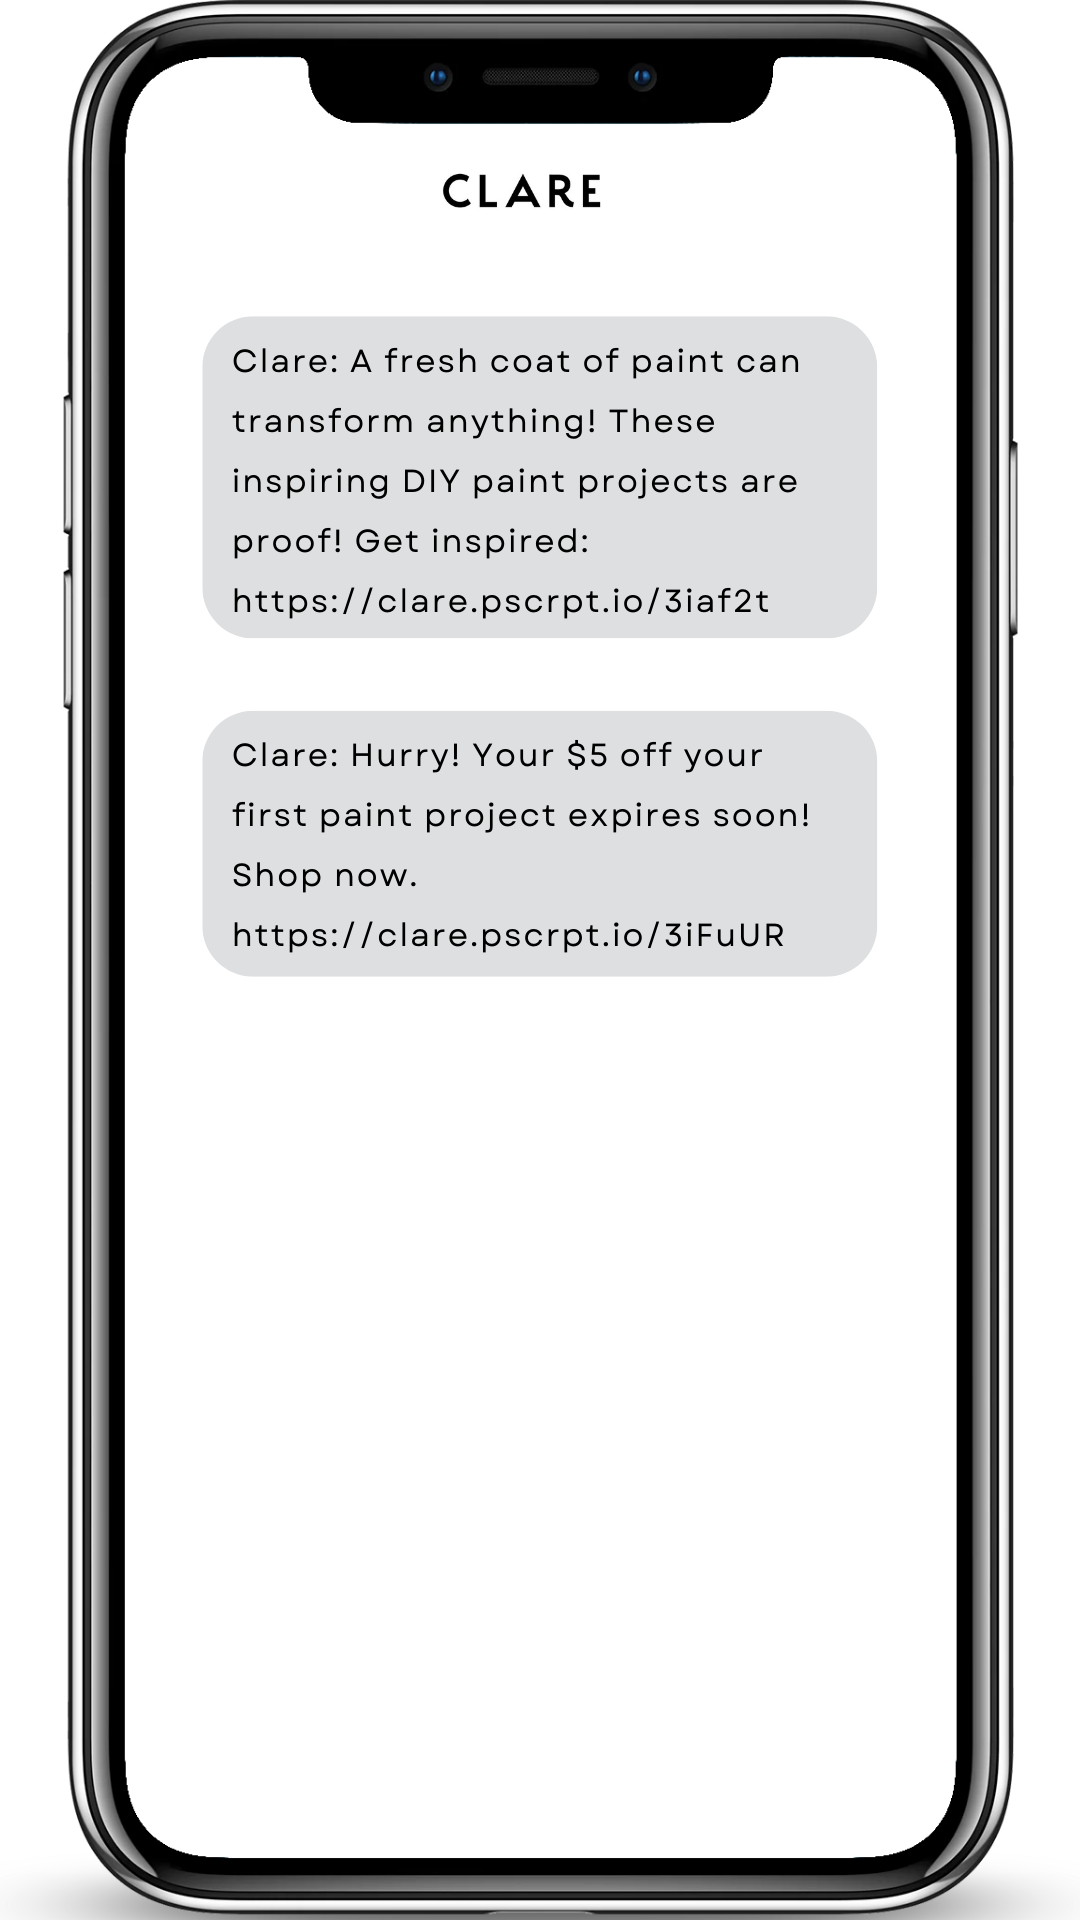 CLARE
Clare: A fresh coat of paint can
transform anything! These
inspiring DIY paint projects are
proof! Get inspired:
https://clare.pscrpt.io/3iaf2t
Clare: Hurry! Your $5 off your
first paint project expires soon!
Shop now.
https://clare.pscrpt.io/3iFuUR